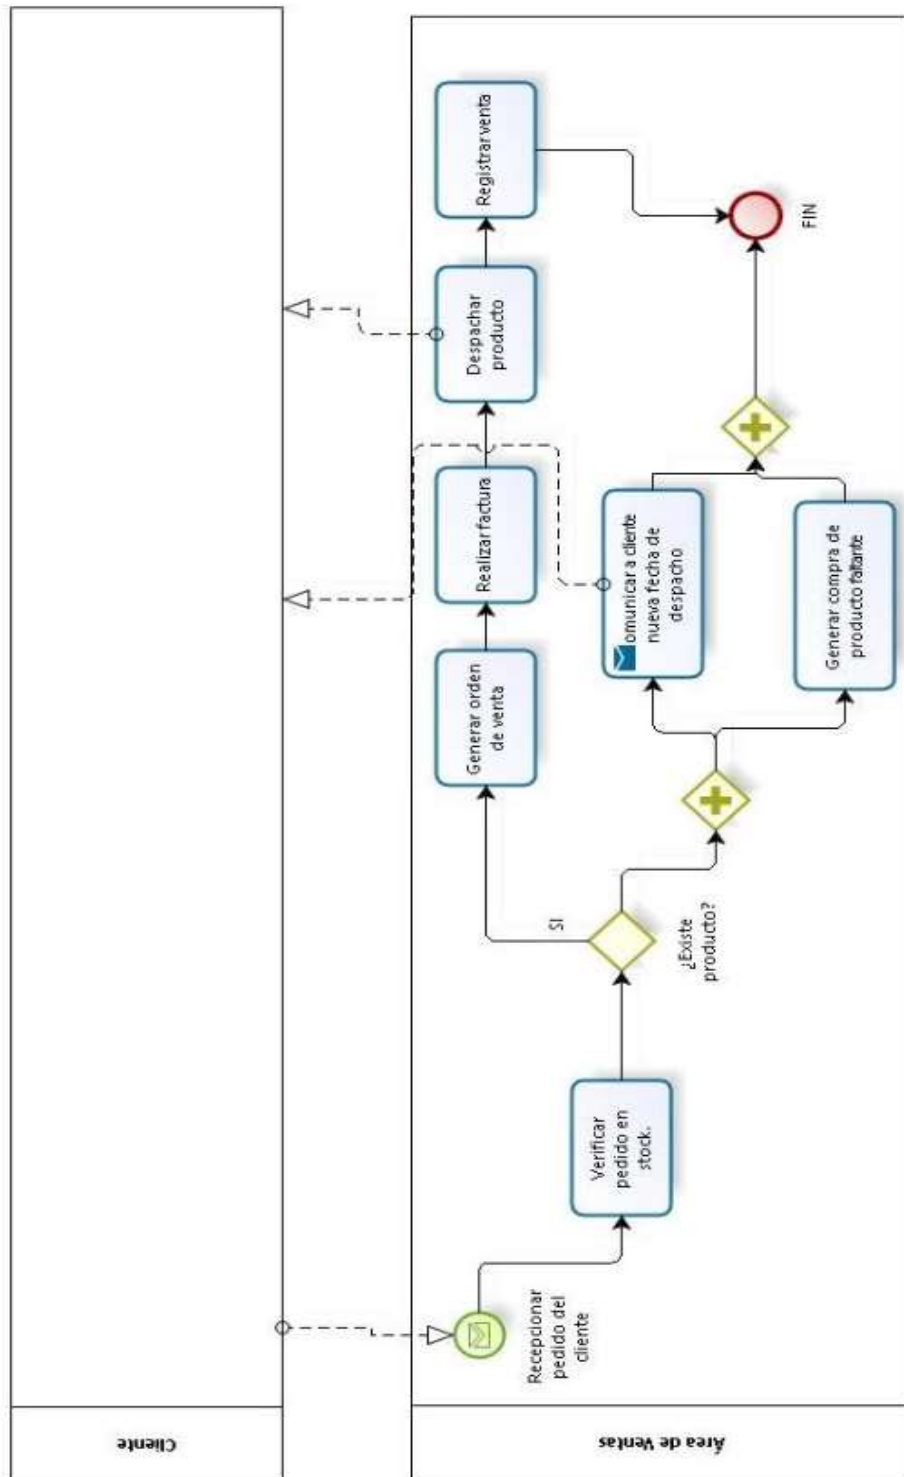 Cliente
Área de Ventas
Recepcionar
pedido del
cliente
Verificar
pedido en
stock.
¿Existe
producto?
SI
Generar orden
de venta
Realizar factura
Despachar
producto
Registrar venta
omunicar a cliente
nueva fecha de
despacho
Generar compra de
producto faltante
FIN